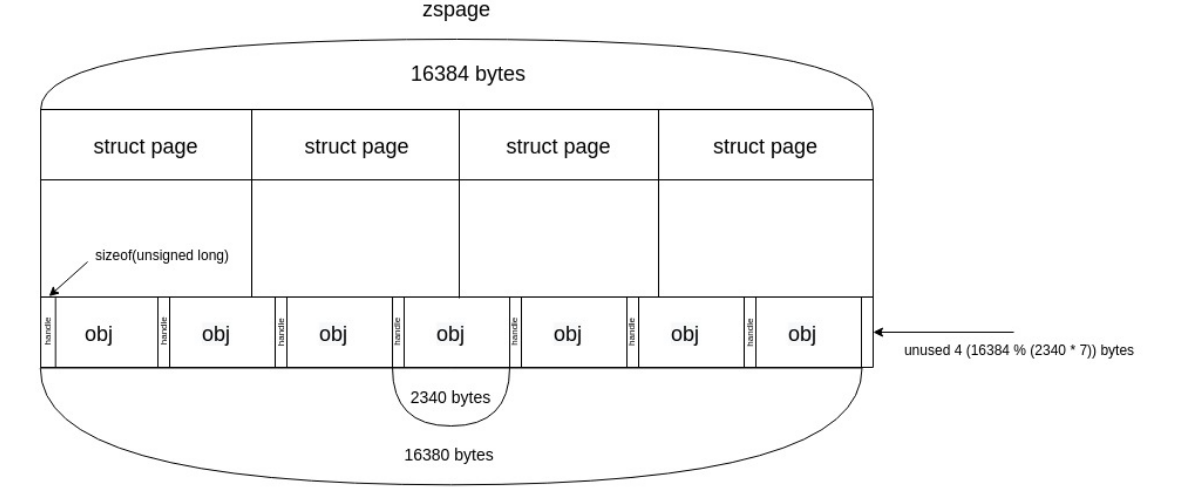 zspage
16384 bytes
struct page struct page struct page struct page
sizeof(unsigned long)
handle obj handle obj handle obj handle obj handle obj handle obj handle obj
unused 4 (16384 % (2340 * 7)) bytes
2340 bytes
16380 bytes